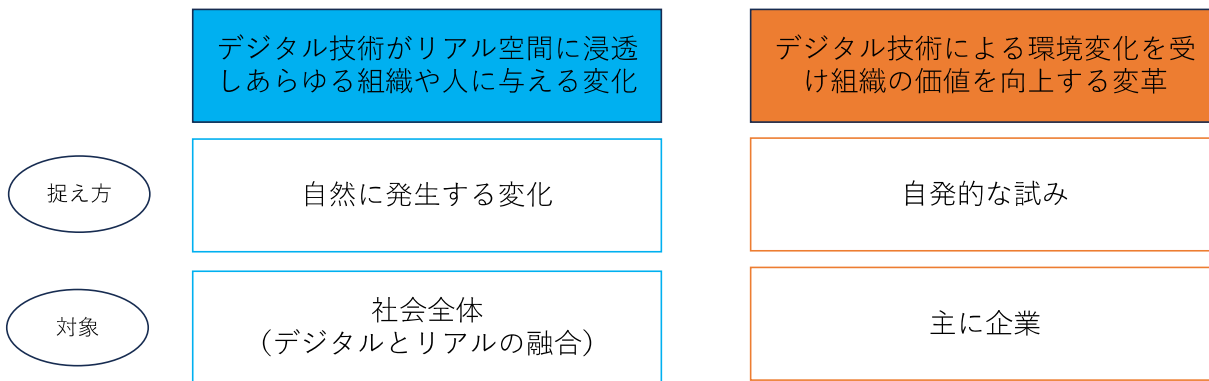 デジタル技術がリアル空間に浸透
しあらゆる組織や人に与える変化
デジタル技術による環境変化を受
け組織の価値を向上する変革
捉え方
自然に発生する変化
自発的な試み
対象
社会全体
（デジタルとリアルの融合）
主に企業